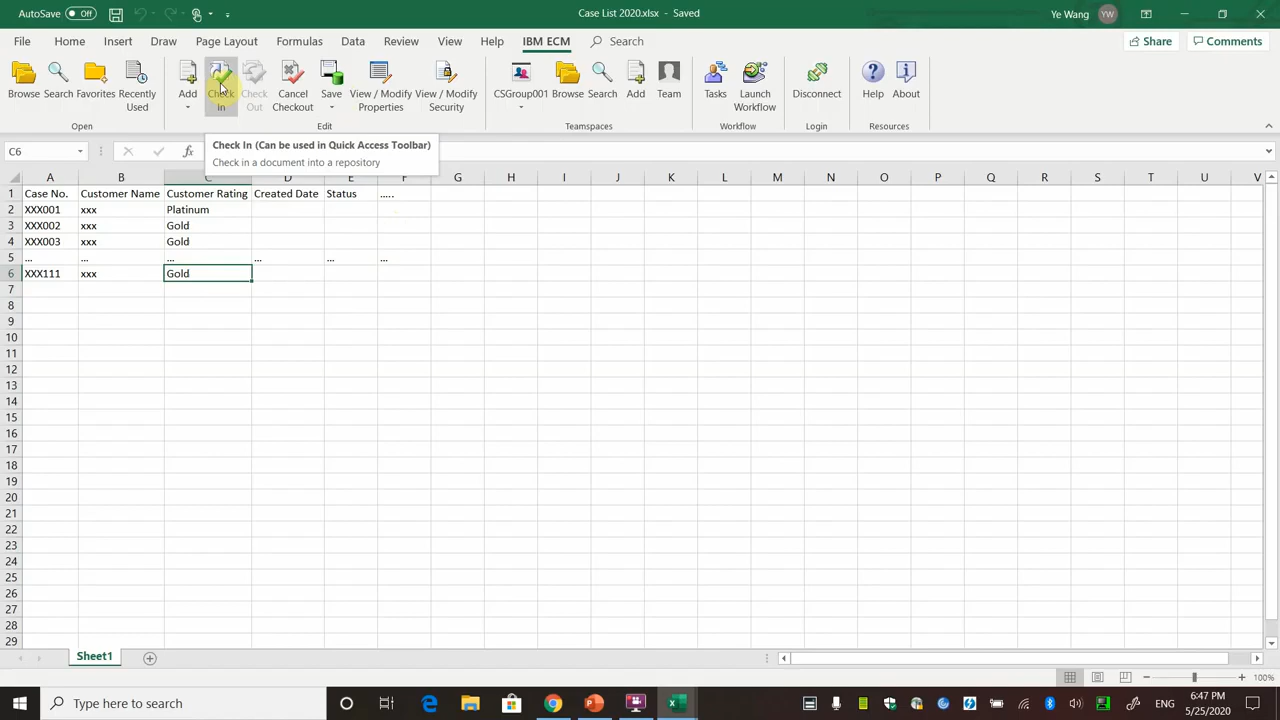 AutoSave Off
Case List 2020.xlsx - Saved
Ye Wang YW
File Home Insert Draw Page Layout Formulas Data Review View Help IBM ECM Search Share Comments
Browse Search Favorites Recently Used
Add Check In Check Out Cancel Checkout Save View / Modify Properties View / Modify Security
CSGroup001 Browse Search Add Team
Tasks Launch Workflow Disconnect Help About
Open Edit Teamspaces Workflow Login Resources
C6 fx
Check In (Can be used in Quick Access Toolbar)
Check in a document into a repository
A B C D E F G H I J K L M N O P Q R S T U V
1 Case No. Customer Name Customer Rating Created Date Status .....
2 XXX001 xxx Platinum
3 XXX002 xxx Gold
4 XXX003 xxx Gold
5 ... ... ... ... ... ...
6 XXX111 xxx Gold
7
8
9
10
11
12
13
14
15
16
17
18
19
20
21
22
23
24
25
26
27
28
29
Sheet1
100%
Type here to search
ENG
6:47 PM
5/25/2020